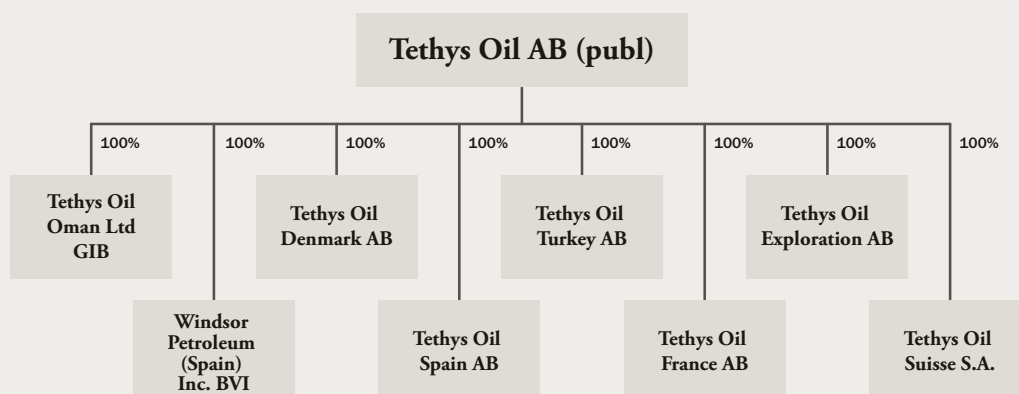 Tethys Oil AB (publ)
100%
100%
100%
100%
100%
100%
100%
100%
Tethys Oil
Oman Ltd
GIB
Tethys Oil
Denmark AB
Tethys Oil
Turkey AB
Tethys Oil
Exploration AB
Windsor
Petroleum
(Spain)
Inc. BVI
Tethys Oil
Spain AB
Tethys Oil
France AB
Tethys Oil
Suisse S.A.